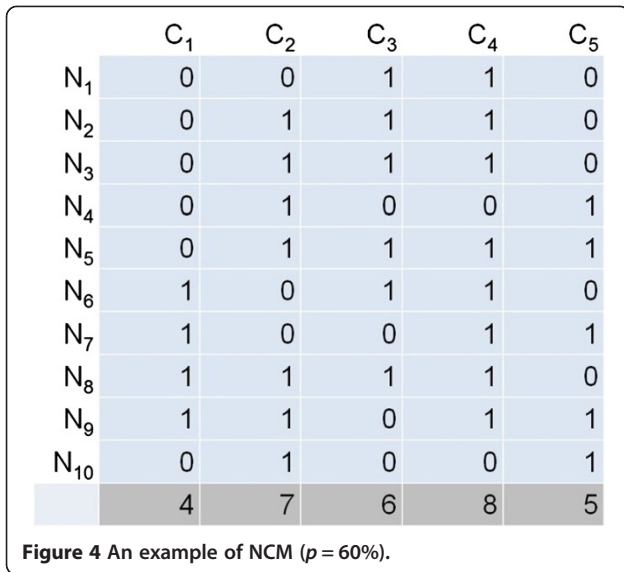 C₁ C₂ C₃ C₄ C₅
N₁ 0 0 1 1 0
N₂ 0 1 1 1 0
N₃ 0 1 1 1 0
N₄ 0 1 0 0 1
N₅ 0 1 1 1 1
N₆ 1 0 1 1 0
N₇ 1 0 0 1 1
N₈ 1 1 1 1 0
N₉ 1 1 0 1 1
N₁₀ 0 1 0 0 1
4 7 6 8 5
Figure 4 An example of NCM (p = 60%).